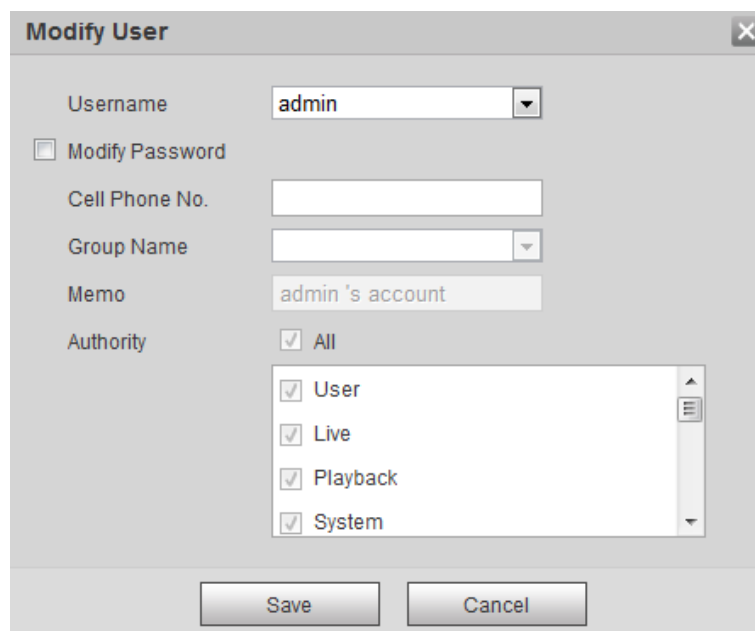 Modify User
Username admin
Modify Password
Cell Phone No.
Group Name
Memo admin 's account
Authority All
User
Live
Playback
System
Save Cancel